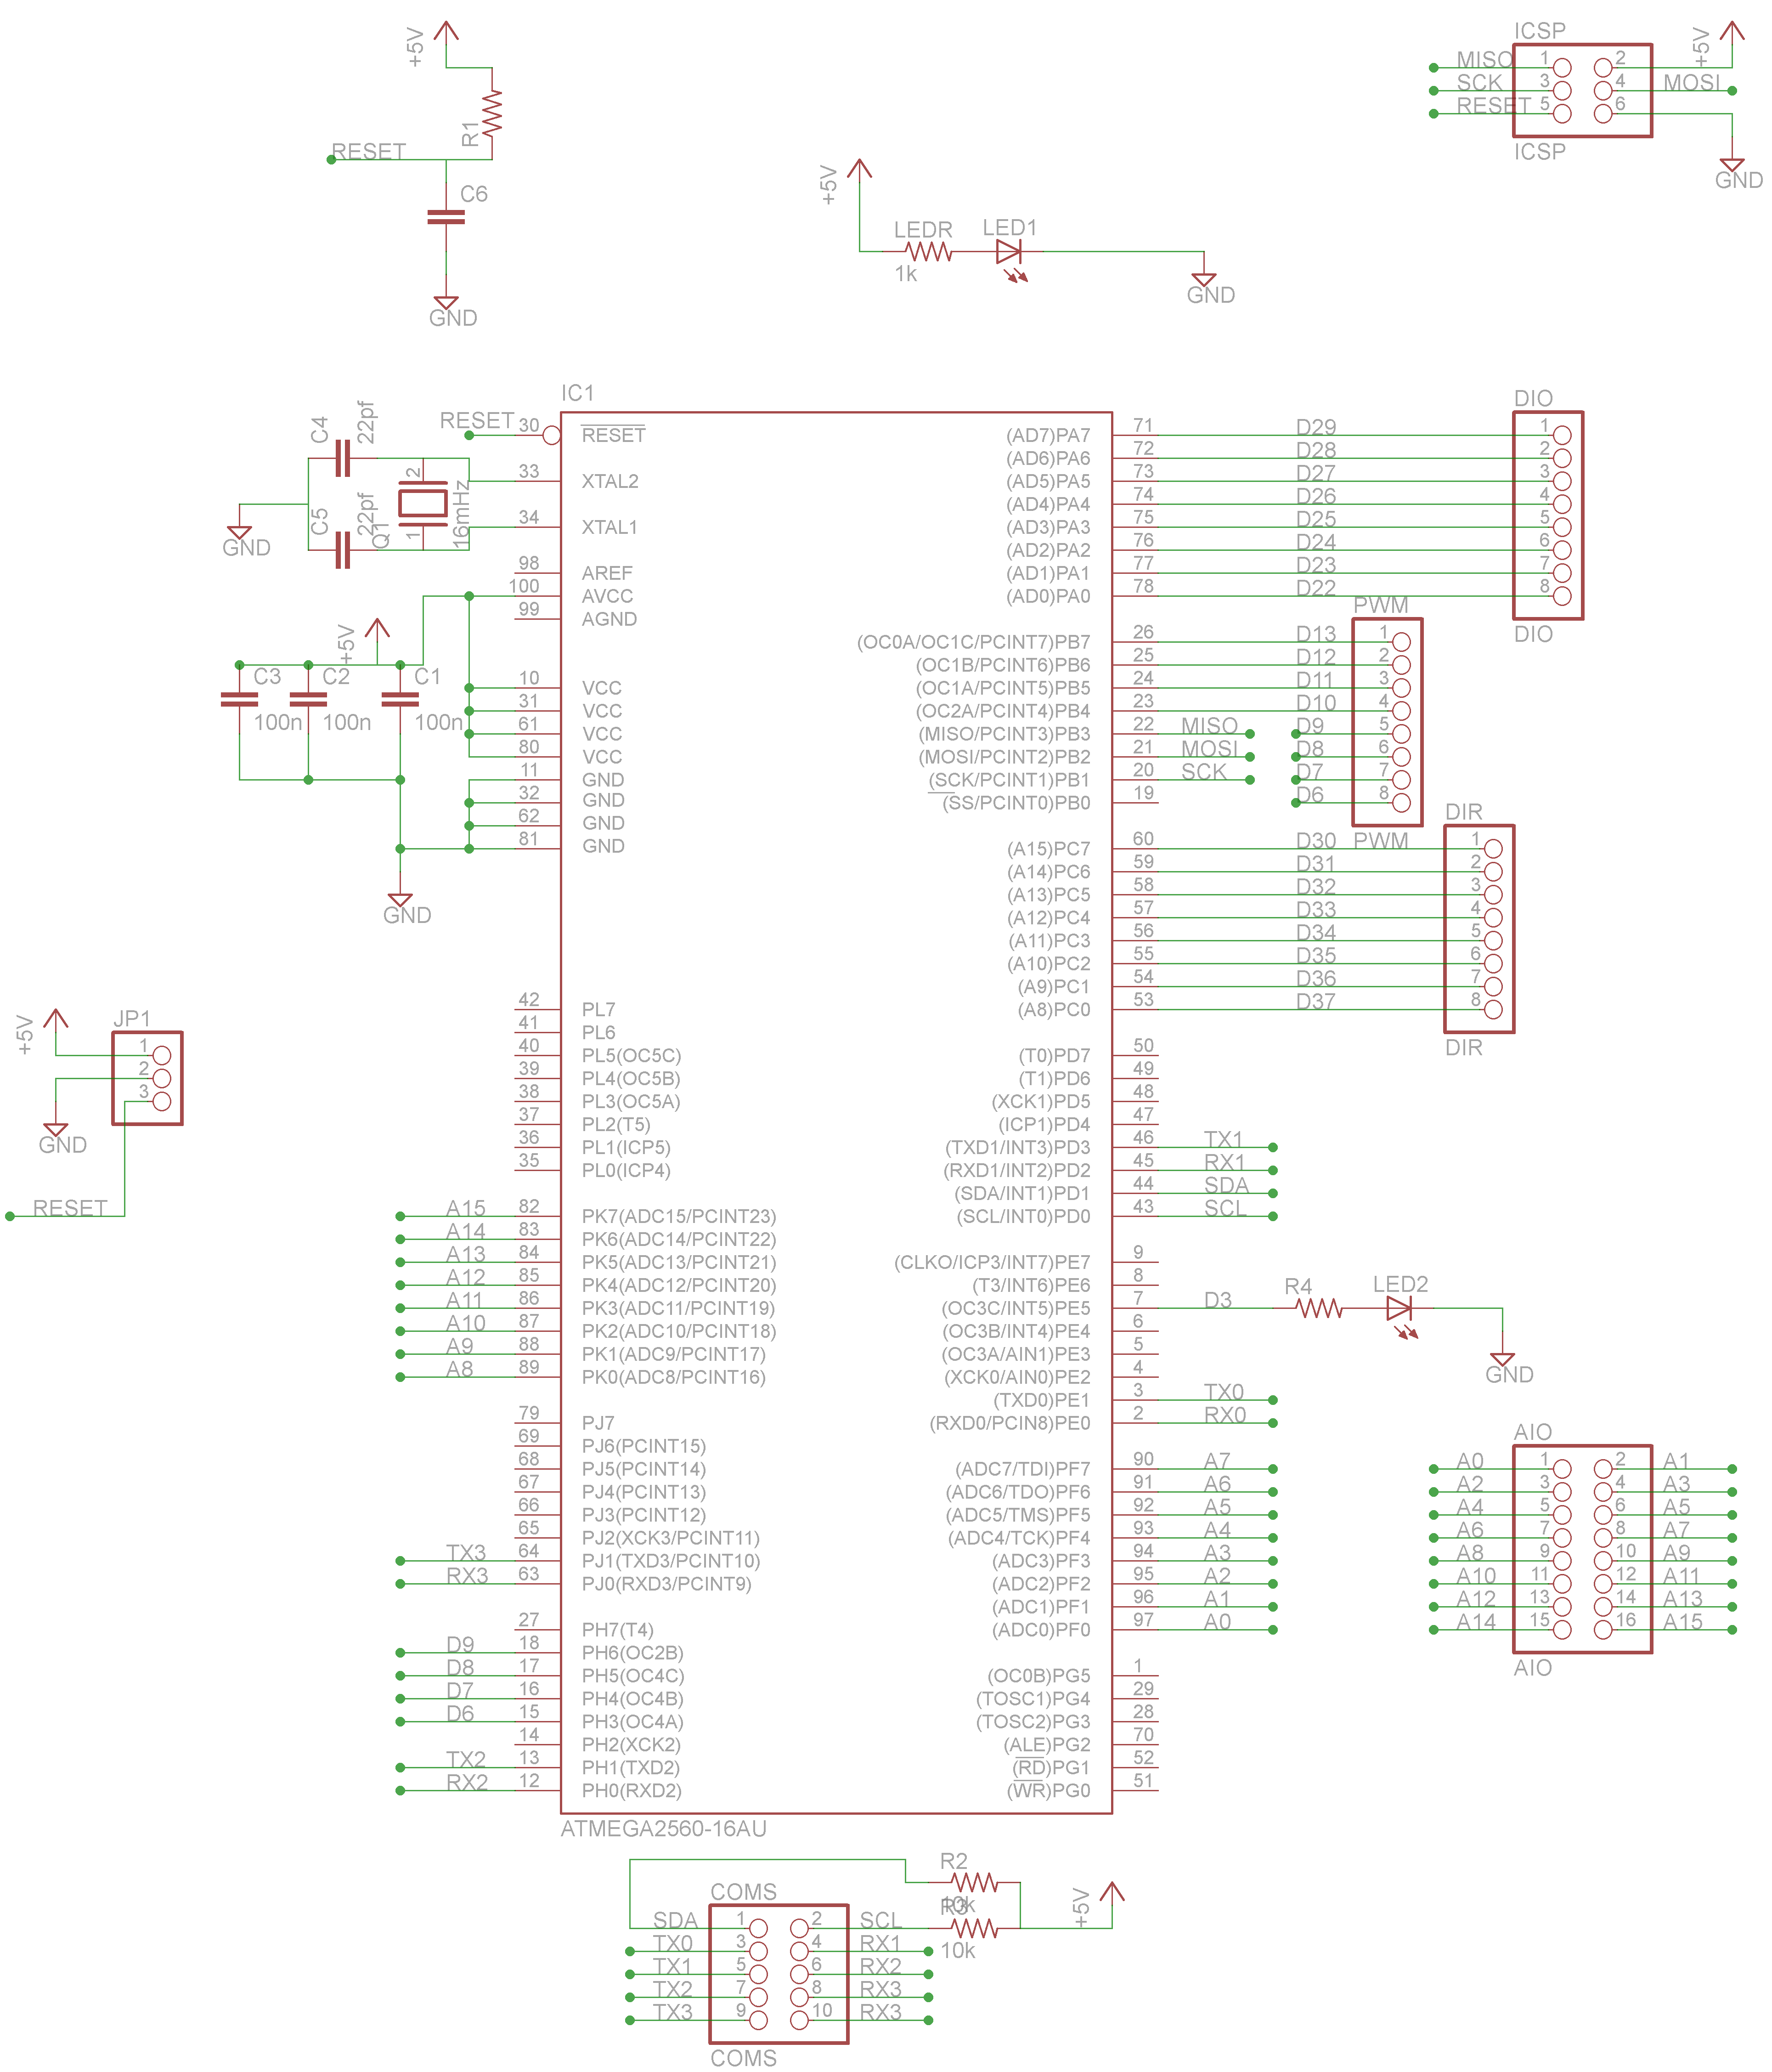 +5V
R1
RESET
C6
GND
+5V
LEDR
1k
LED1
GND
ICSP
MISO 1 2 +5V
SCK 3 4 MOSI
RESET 5 6
ICSP
GND
IC1
RESET 30 RESET
C4 22pf
33 XTAL2
2
16mHz
Q1
1
C5 22pf
34 XTAL1
GND
98 AREF
100 AVCC
99 AGND
+5V
C3 100n
C2 100n
C1 100n
10 VCC
31 VCC
61 VCC
80 VCC
11 GND
32 GND
62 GND
81 GND
GND
+5V
JP1
1
2
3
GND
RESET
42 PL7
41 PL6
40 PL5(OC5C)
39 PL4(OC5B)
38 PL3(OC5A)
37 PL2(T5)
36 PL1(ICP5)
35 PL0(ICP4)
A15 82 PK7(ADC15/PCINT23)
A14 83 PK6(ADC14/PCINT22)
A13 84 PK5(ADC13/PCINT21)
A12 85 PK4(ADC12/PCINT20)
A11 86 PK3(ADC11/PCINT19)
A10 87 PK2(ADC10/PCINT18)
A9 88 PK1(ADC9/PCINT17)
A8 89 PK0(ADC8/PCINT16)
79 PJ7
69 PJ6(PCINT15)
68 PJ5(PCINT14)
67 PJ4(PCINT13)
66 PJ3(PCINT12)
65 PJ2(XCK3/PCINT11)
TX3 64 PJ1(TXD3/PCINT10)
RX3 63 PJ0(RXD3/PCINT9)
27 PH7(T4)
D9 18 PH6(OC2B)
D8 17 PH5(OC4C)
D7 16 PH4(OC4B)
D6 15 PH3(OC4A)
14 PH2(XCK2)
TX2 13 PH1(TXD2)
RX2 12 PH0(RXD2)
ATMEGA2560-16AU
(AD7)PA7 71 D29
(AD6)PA6 72 D28
(AD5)PA5 73 D27
(AD4)PA4 74 D26
(AD3)PA3 75 D25
(AD2)PA2 76 D24
(AD1)PA1 77 D23
(AD0)PA0 78 D22
DIO
1
2
3
4
5
6
7
8
DIO
(OC0A/OC1C/PCINT7)PB7 26 D13
(OC1B/PCINT6)PB6 25 D12
(OC1A/PCINT5)PB5 24 D11
(OC2A/PCINT4)PB4 23 D10
(MISO/PCINT3)PB3 22 MISO
(MOSI/PCINT2)PB2 21 MOSI
(SCK/PCINT1)PB1 20 SCK
(SS/PCINT0)PB0 19
PWM
1
2
3
4
D9 5
D8 6
D7 7
D6 8
PWM
(A15)PC7 60 D30
(A14)PC6 59 D31
(A13)PC5 58 D32
(A12)PC4 57 D33
(A11)PC3 56 D34
(A10)PC2 55 D35
(A9)PC1 54 D36
(A8)PC0 53 D37
DIR
1
2
3
4
5
6
7
8
DIR
(T0)PD7 50
(T1)PD6 49
(XCK1)PD5 48
(ICP1)PD4 47
(TXD1/INT3)PD3 46 TX1
(RXD1/INT2)PD2 45 RX1
(SDA/INT1)PD1 44 SDA
(SCL/INT0)PD0 43 SCL
(CLKO/ICP3/INT7)PE7 9
(T3/INT6)PE6 8
(OC3C/INT5)PE5 7 D3
R4
LED2
GND
(OC3B/INT4)PE4 6
(OC3A/AIN1)PE3 5
(XCK0/AIN0)PE2 4
(TXD0)PE1 3 TX0
(RXD0/PCIN8)PE0 2 RX0
(ADC7/TDI)PF7 90 A7
(ADC6/TDO)PF6 91 A6
(ADC5/TMS)PF5 92 A5
(ADC4/TCK)PF4 93 A4
(ADC3)PF3 94 A3
(ADC2)PF2 95 A2
(ADC1)PF1 96 A1
(ADC0)PF0 97 A0
(OC0B)PG5 1
(TOSC1)PG4 29
(TOSC2)PG3 28
(ALE)PG2 70
(RD)PG1 52
(WR)PG0 51
AIO
A0 1 2 A1
A2 3 4 A3
A4 5 6 A5
A6 7 8 A7
A8 9 10 A9
A10 11 12 A11
A12 13 14 A13
A14 15 16 A15
AIO
R2
10k
R3
10k
+5V
COMS
SDA 1 2 SCL
TX0 3 4 RX1
TX1 5 6 RX2
TX2 7 8 RX3
TX3 9 10 RX3
COMS